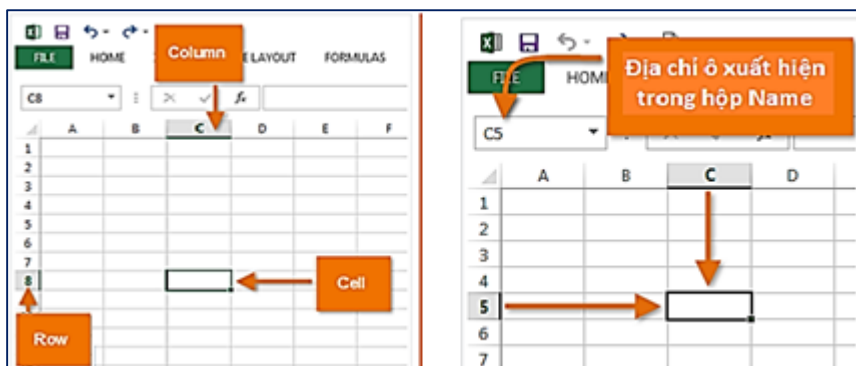 Column
FILE HOME E LAYOUT FORMULAS
C8 fx
A B C D E F
1
2
3
4
5
6
7
8
Cell
Row
Địa chỉ ô xuất hiện
trong hộp Name
FILE HOM
C5
A B C D
1
2
3
4
5
6
7